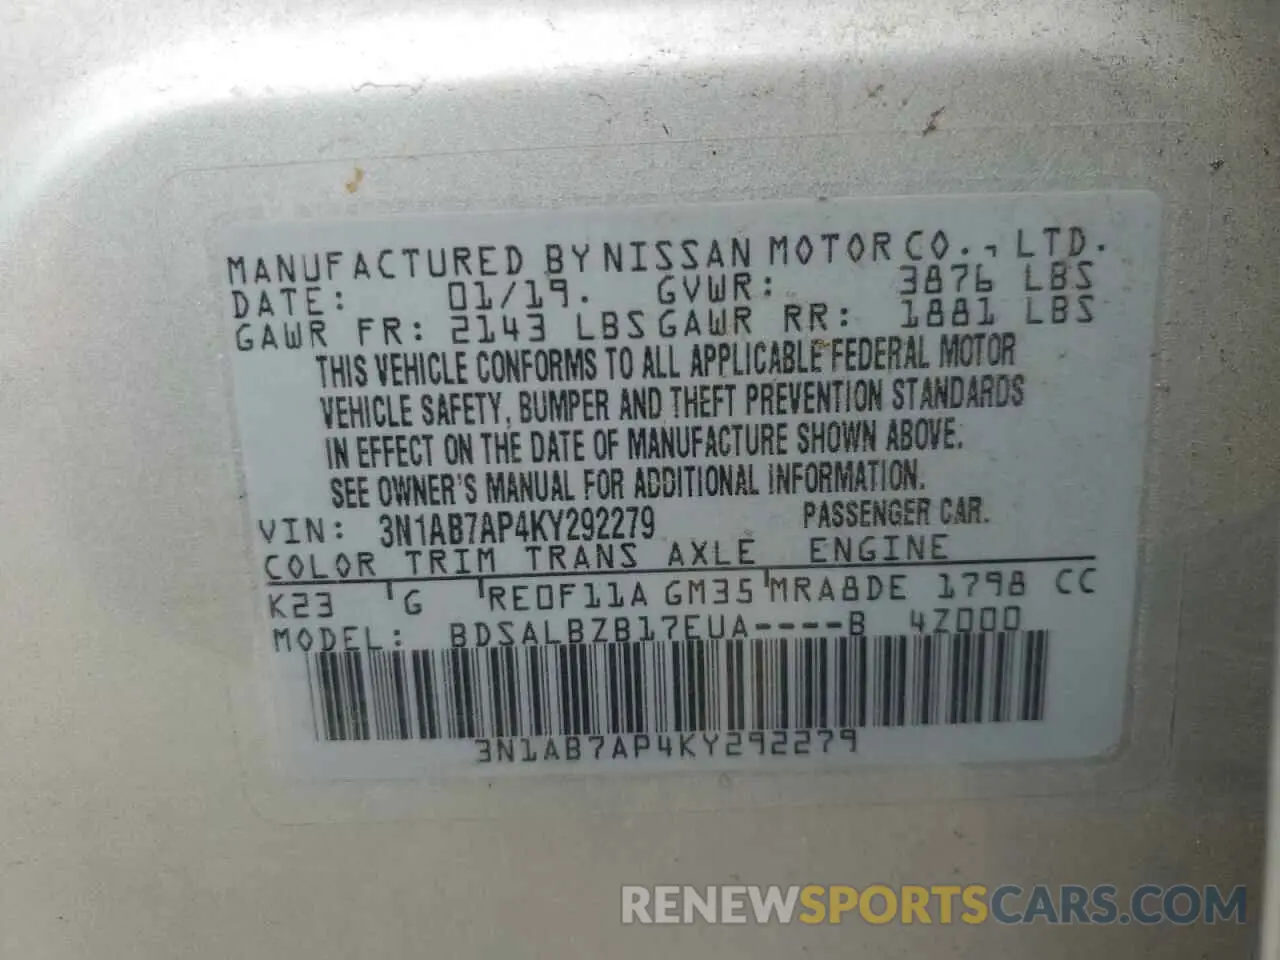 MANUFACTURED BY NISSAN MOTOR CO., LTD.
DATE: 01/19. GVWR: 3876 LBS
GAWR FR: 2143 LBS GAWR RR: 1881 LBS
THIS VEHICLE CONFORMS TO ALL APPLICABLE FEDERAL MOTOR
VEHICLE SAFETY, BUMPER AND THEFT PREVENTION STANDARDS
IN EFFECT ON THE DATE OF MANUFACTURE SHOWN ABOVE.
SEE OWNER'S MANUAL FOR ADDITIONAL INFORMATION.
VIN: 3N1AB7AP4KY292279 PASSENGER CAR.
COLOR TRIM TRANS AXLE ENGINE
K23 G RE0F11A GM35 MRA8DE 1798 CC
MODEL: BDSALBZB17EUA----B 4Z000
3N1AB7AP4KY292279
RENEWSPORTSCARS.COM